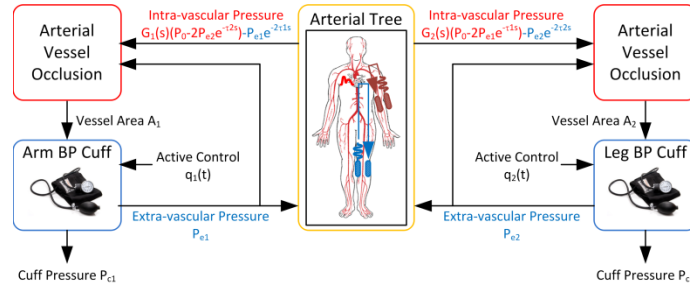 Intra-vascular Pressure
G₁(s)(P₀-2Pₑ₂e^(-τ2s))-Pₑ₁e^(-2τ1s)
Arterial Tree
Intra-vascular Pressure
G₂(s)(P₀-2Pₑ₁e^(-τ1s))-Pₑ₂e^(-2τ2s)
Arterial
Vessel
Occlusion
Arterial
Vessel
Occlusion
Vessel Area A₁
Vessel Area A₂
Arm BP Cuff
Active Control
q₁(t)
Active Control
q₂(t)
Leg BP Cuff
Extra-vascular Pressure
Pₑ₁
Extra-vascular Pressure
Pₑ₂
Cuff Pressure P꜀₁
Cuff Pressure P꜀